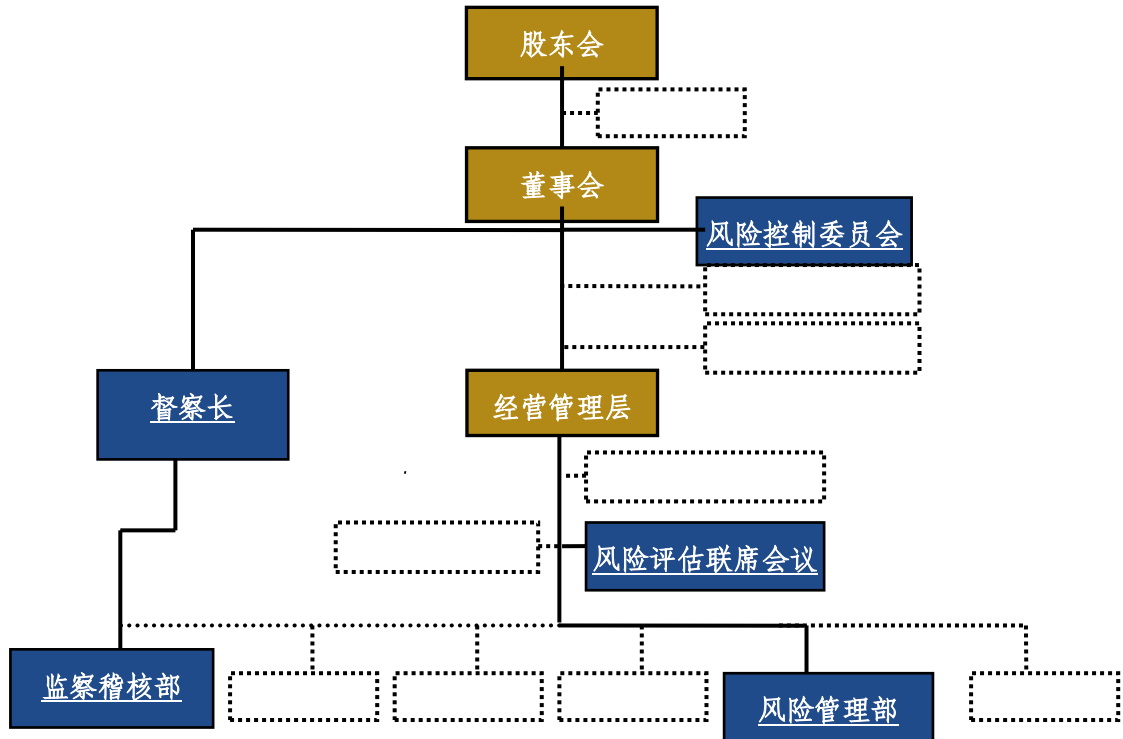 股东会
董事会
风险控制委员会
督察长
经营管理层
风险评估联席会议
监察稽核部
风险管理部